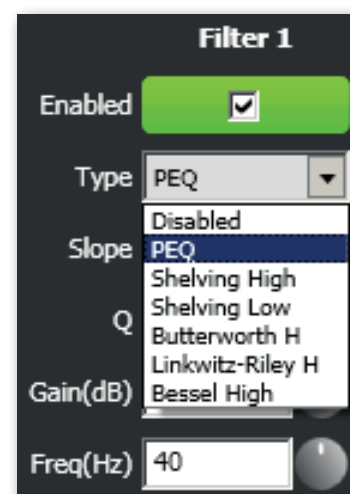 Filter 1
Enabled
Type PEQ
Disabled
Slope PEQ
Shelving High
Shelving Low
Q Butterworth H
Linkwitz-Riley H
Gain(dB) Bessel High
Freq(Hz) 40